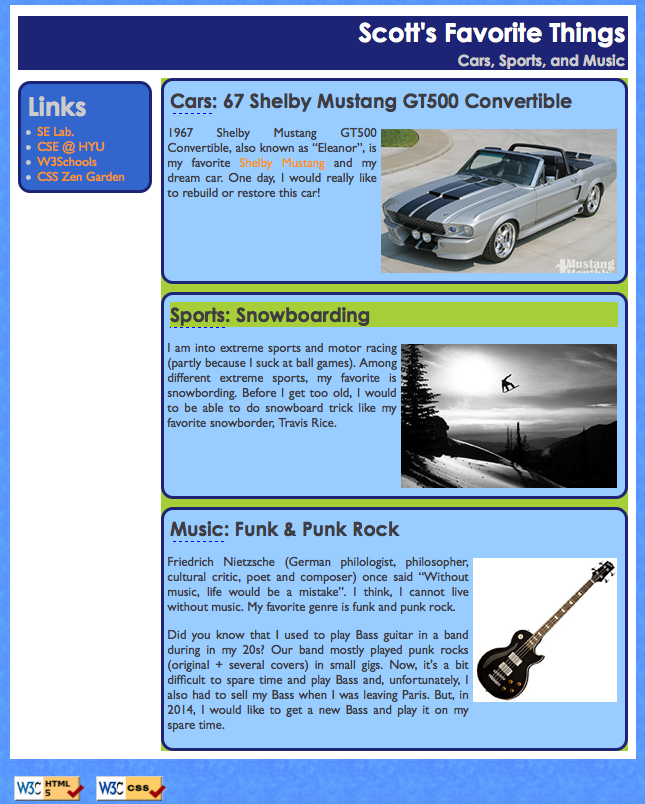 Scott's Favorite Things
Cars, Sports, and Music
Links
SE Lab.
CSE @ HYU
W3Schools
CSS Zen Garden
Cars: 67 Shelby Mustang GT500 Convertible
1967 Shelby Mustang GT500
Convertible, also known as “Eleanor”, is
my favorite Shelby Mustang and my
dream car. One day, I would really like
to rebuild or restore this car!
Mustang
Monthly
Sports: Snowboarding
I am into extreme sports and motor racing
(partly because I suck at ball games). Among
different extreme sports, my favorite is
snowbording. Before I get too old, I would
to be able to do snowboard trick like my
favorite snowborder, Travis Rice.
Music: Funk & Punk Rock
Friedrich Nietzsche (German philologist, philosopher,
cultural critic, poet and composer) once said “Without
music, life would be a mistake”. I think, I cannot live
without music. My favorite genre is funk and punk rock.
Did you know that I used to play Bass guitar in a band
during in my 20s? Our band mostly played punk rocks
(original + several covers) in small gigs. Now, it's a bit
difficult to spare time and play Bass and, unfortunately, I
also had to sell my Bass when I was leaving Paris. But, in
2014, I would like to get a new Bass and play it on my
spare time.
W3C HTML 5
W3C css